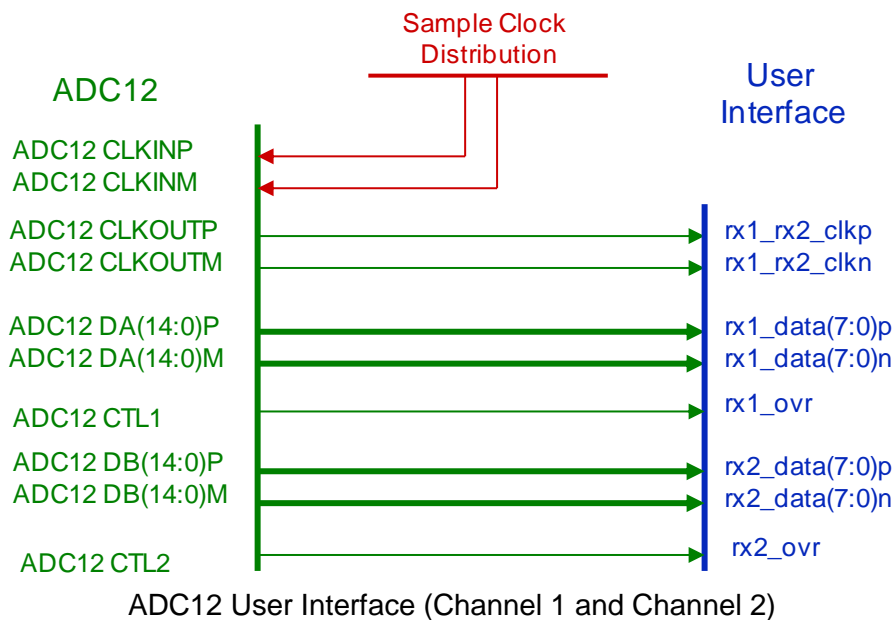 Sample Clock
Distribution
ADC12
User
Interface
ADC12 CLKINP
ADC12 CLKINM
ADC12 CLKOUTP
rx1_rx2_clkp
ADC12 CLKOUTM
rx1_rx2_clkn
ADC12 DA(14:0)P
rx1_data(7:0)p
ADC12 DA(14:0)M
rx1_data(7:0)n
ADC12 CTL1
rx1_ovr
ADC12 DB(14:0)P
rx2_data(7:0)p
ADC12 DB(14:0)M
rx2_data(7:0)n
ADC12 CTL2
rx2_ovr
ADC12 User Interface (Channel 1 and Channel 2)